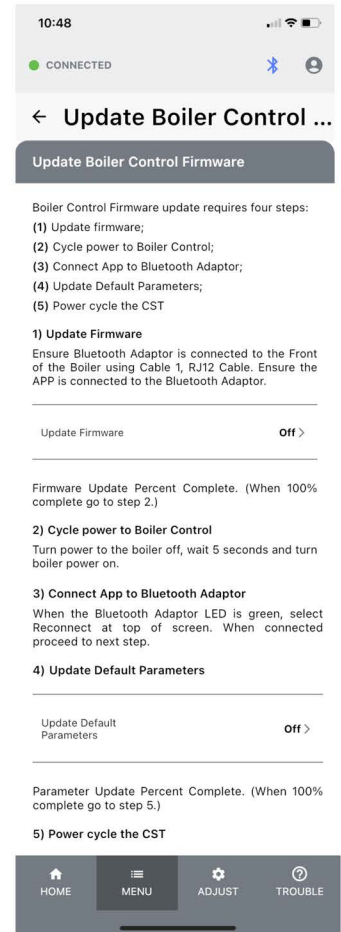 10:48
CONNECTED
← Update Boiler Control ...
Update Boiler Control Firmware
Boiler Control Firmware update requires four steps:
(1) Update firmware;
(2) Cycle power to Boiler Control;
(3) Connect App to Bluetooth Adaptor;
(4) Update Default Parameters;
(5) Power cycle the CST
1) Update Firmware
Ensure Bluetooth Adaptor is connected to the Front
of the Boiler using Cable 1, RJ12 Cable. Ensure the
APP is connected to the Bluetooth Adaptor.
Update Firmware Off >
Firmware Update Percent Complete. (When 100%
complete go to step 2.)
2) Cycle power to Boiler Control
Turn power to the boiler off, wait 5 seconds and turn
boiler power on.
3) Connect App to Bluetooth Adaptor
When the Bluetooth Adaptor LED is green, select
Reconnect at top of screen. When connected
proceed to next step.
4) Update Default Parameters
Update Default
Parameters Off >
Parameter Update Percent Complete. (When 100%
complete go to step 5.)
5) Power cycle the CST
HOME MENU ADJUST TROUBLE